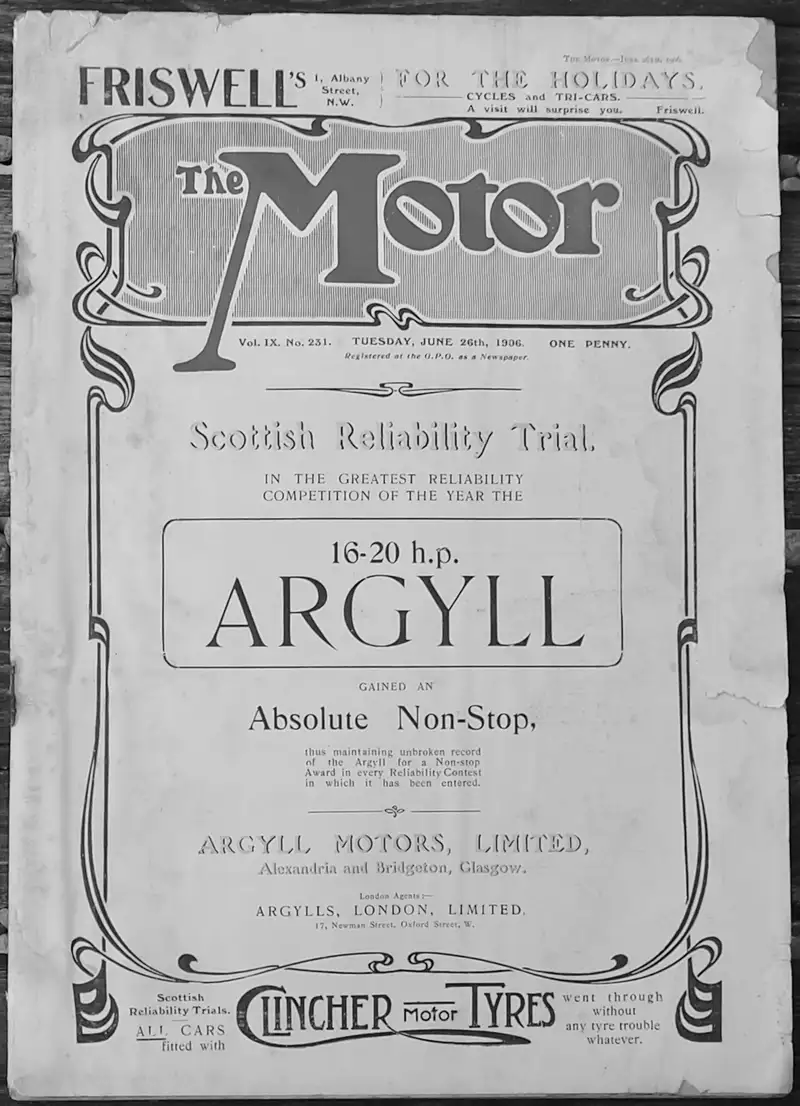 The Motor—June 26th, 1906.
FRISWELL'S 1, Albany Street, N.W.
FOR THE HOLIDAYS.
CYCLES and TRI-CARS.
A visit will surprise you. Friswell.
The Motor
Vol. IX. No. 231. TUESDAY, JUNE 26th, 1906. ONE PENNY.
Registered at the G.P.O. as a Newspaper.
Scottish Reliability Trial.
IN THE GREATEST RELIABILITY
COMPETITION OF THE YEAR THE
16-20 h.p.
ARGYLL
GAINED AN
Absolute Non-Stop,
thus maintaining unbroken record
of the Argyll for a Non-stop
Award in every Reliability Contest
in which it has been entered.
ARGYLL MOTORS, LIMITED,
Alexandria and Bridgeton, Glasgow.
London Agents:—
ARGYLLS, LONDON, LIMITED,
17, Newman Street, Oxford Street, W.
Scottish
Reliability Trials.
ALL CARS
fitted with
CLINCHER Motor TYRES
went through
without
any tyre trouble
whatever.